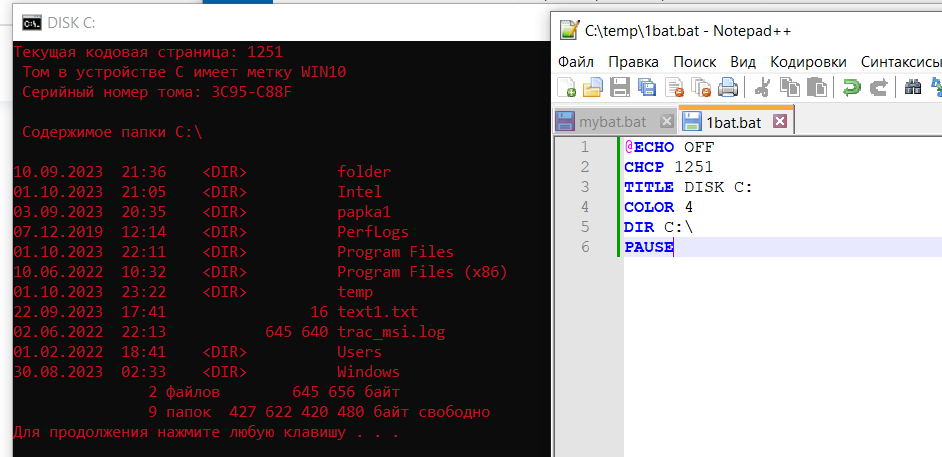 DISK C:
Текущая кодовая страница: 1251
Том в устройстве C имеет метку WIN10
Серийный номер тома: 3C95-C88F
Содержимое папки C:\
10.09.2023  21:36    <DIR>          folder
01.10.2023  21:05    <DIR>          Intel
03.09.2023  20:35    <DIR>          papka1
07.12.2019  12:14    <DIR>          PerfLogs
01.10.2023  22:11    <DIR>          Program Files
10.06.2022  10:32    <DIR>          Program Files (x86)
01.10.2023  23:22    <DIR>          temp
22.09.2023  17:41                16 text1.txt
02.06.2022  22:13           645 640 trac_msi.log
01.02.2022  18:41    <DIR>          Users
30.08.2023  02:33    <DIR>          Windows
2 файлов        645 656 байт
9 папок  427 622 420 480 байт свободно
Для продолжения нажмите любую клавишу . . .
C:\temp\1bat.bat - Notepad++
Файл Правка Поиск Вид Кодировки Синтаксисы
mybat.bat 1bat.bat
1 @ECHO OFF
2 CHCP 1251
3 TITLE DISK C:
4 COLOR 4
5 DIR C:\
6 PAUSE